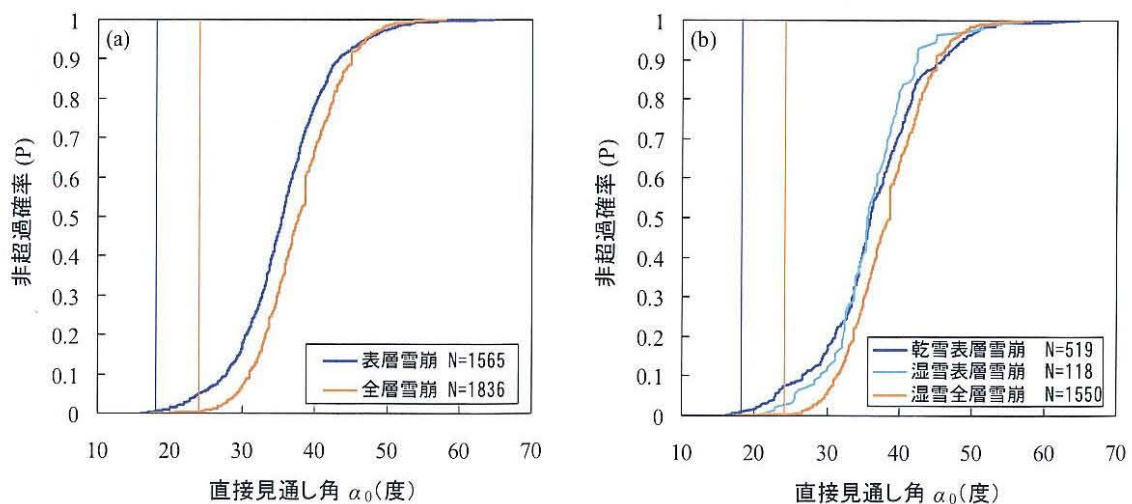 (a)
1
0.9
0.8
0.7
0.6
0.5
0.4
0.3
0.2
0.1
0
非超過確率 (P)
表層雪崩 N=1565
全層雪崩 N=1836
10 20 30 40 50 60 70
直接見通し角 α₀(度)
(b)
1
0.9
0.8
0.7
0.6
0.5
0.4
0.3
0.2
0.1
0
非超過確率 (P)
乾雪表層雪崩 N=519
湿雪表層雪崩 N=118
湿雪全層雪崩 N=1550
10 20 30 40 50 60 70
直接見通し角 α₀(度)